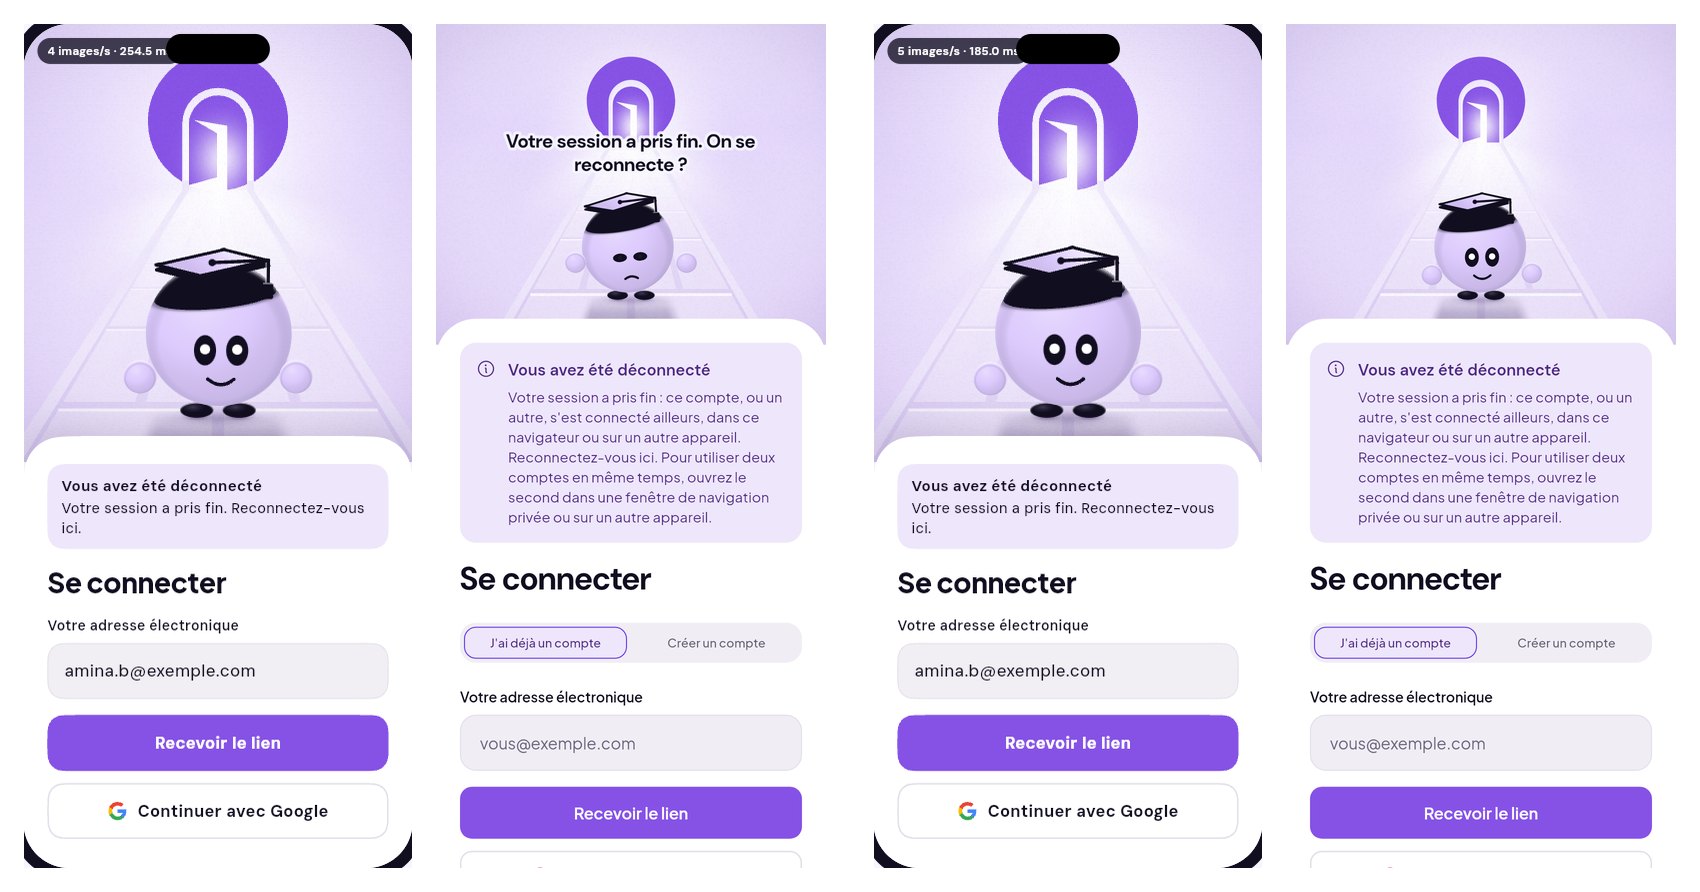 4 images/s · 254.5 m
Vous avez été déconnecté
Votre session a pris fin. Reconnectez-vous
ici.
Se connecter
Votre adresse électronique
amina.b@exemple.com
Recevoir le lien
Continuer avec Google
Votre session a pris fin. On se
reconnecte ?
Vous avez été déconnecté
Votre session a pris fin : ce compte, ou un
autre, s'est connecté ailleurs, dans ce
navigateur ou sur un autre appareil.
Reconnectez-vous ici. Pour utiliser deux
comptes en même temps, ouvrez le
second dans une fenêtre de navigation
privée ou sur un autre appareil.
Se connecter
J'ai déjà un compte
Créer un compte
Votre adresse électronique
vous@exemple.com
Recevoir le lien
5 images/s · 185.0 ms
Vous avez été déconnecté
Votre session a pris fin. Reconnectez-vous
ici.
Se connecter
Votre adresse électronique
amina.b@exemple.com
Recevoir le lien
Continuer avec Google
Vous avez été déconnecté
Votre session a pris fin : ce compte, ou un
autre, s'est connecté ailleurs, dans ce
navigateur ou sur un autre appareil.
Reconnectez-vous ici. Pour utiliser deux
comptes en même temps, ouvrez le
second dans une fenêtre de navigation
privée ou sur un autre appareil.
Se connecter
J'ai déjà un compte
Créer un compte
Votre adresse électronique
vous@exemple.com
Recevoir le lien